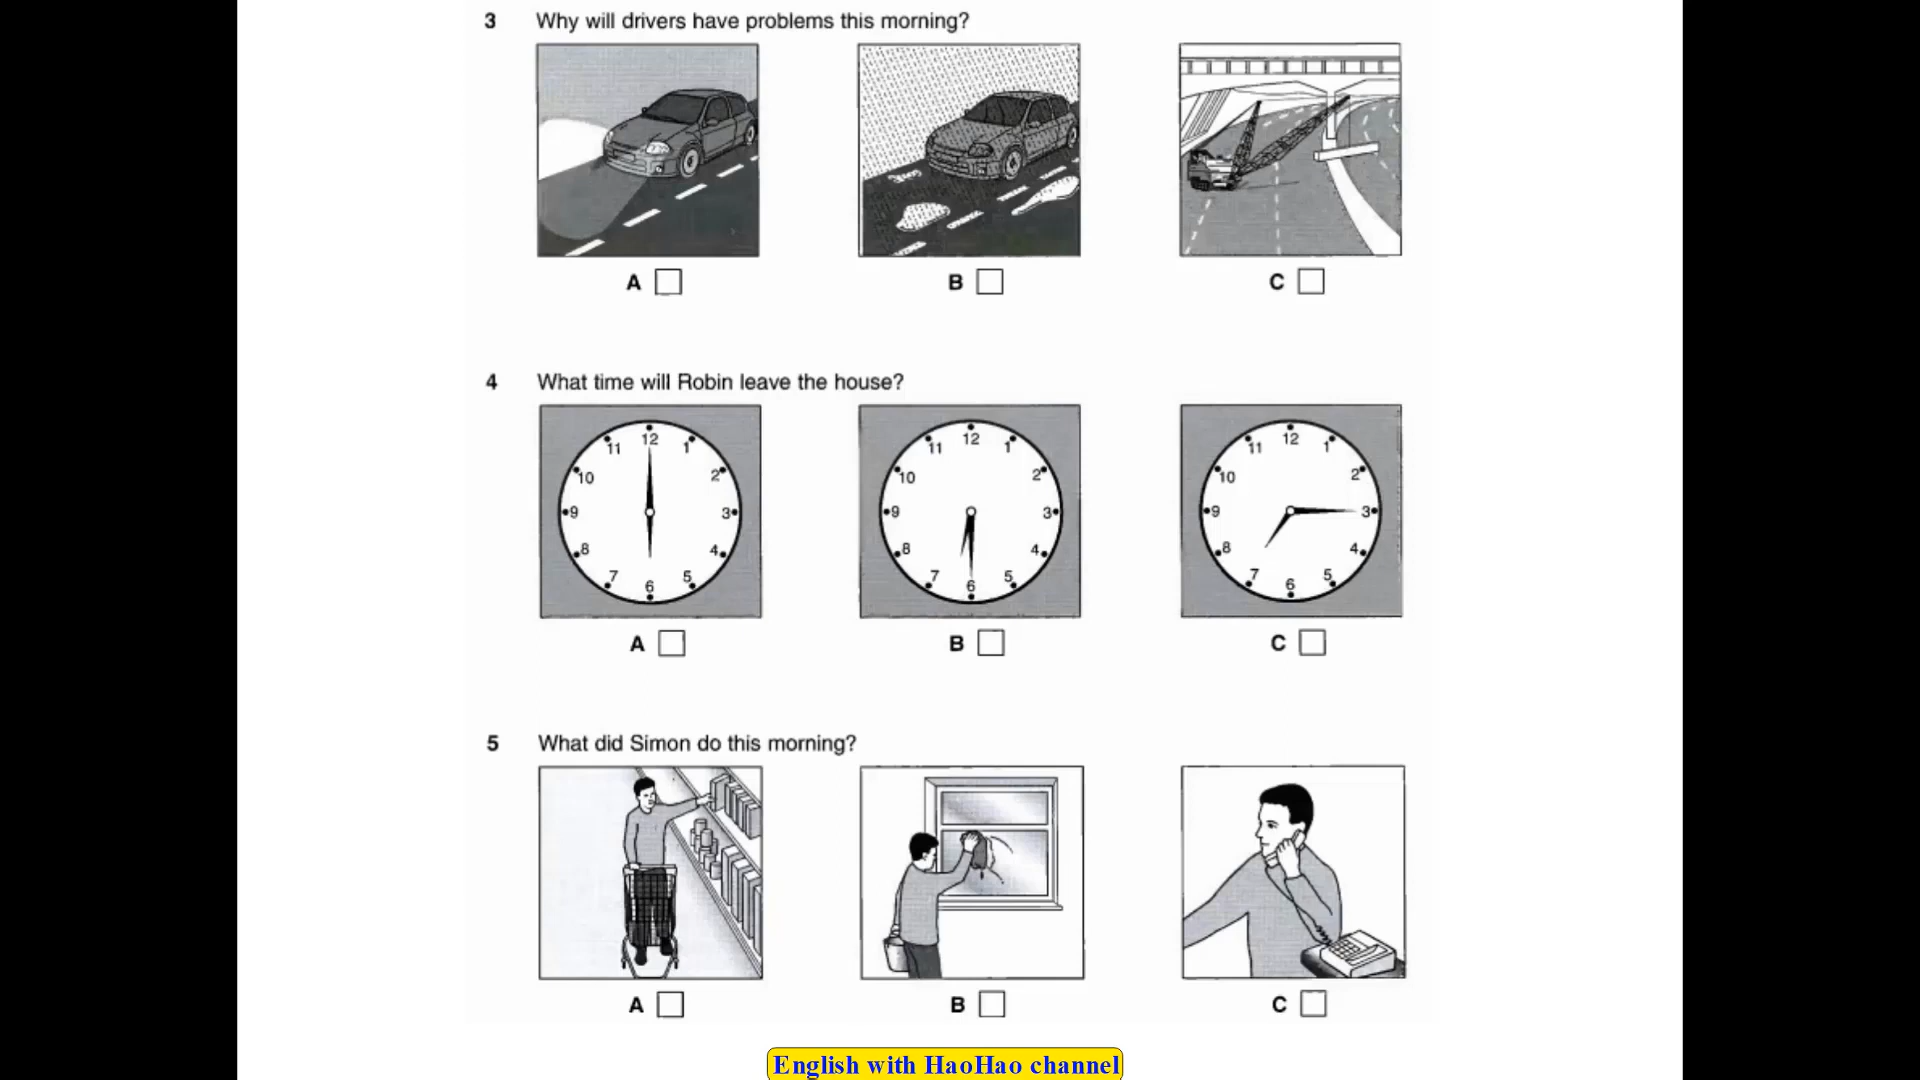 3 Why will drivers have problems this morning?
A B C
4 What time will Robin leave the house?
12 12 12
11 1 11 1 11 1
10 2 10 2 10 2
9 3 9 3 9 3
8 4 8 4 8 4
7 5 7 5 7 5
6 6 6
A B C
5 What did Simon do this morning?
A B C
English with HaoHao channel